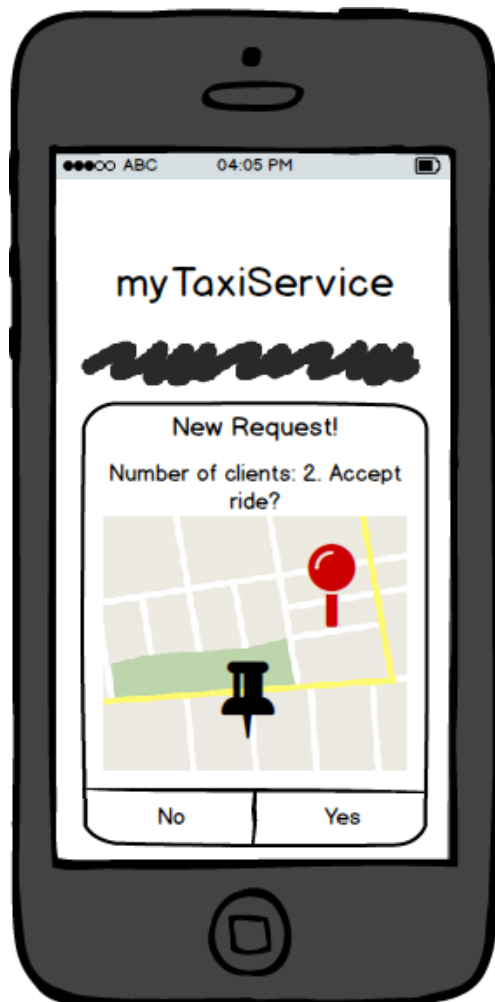 ABC 04:05 PM
myTaxiService
New Request!
Number of clients: 2. Accept
ride?
No Yes